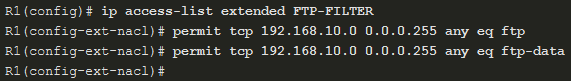 R1(config)# ip access-list extended FTP-FILTER
R1(config-ext-nacl)# permit tcp 192.168.10.0 0.0.0.255 any eq ftp
R1(config-ext-nacl)# permit tcp 192.168.10.0 0.0.0.255 any eq ftp-data
R1(config-ext-nacl)#